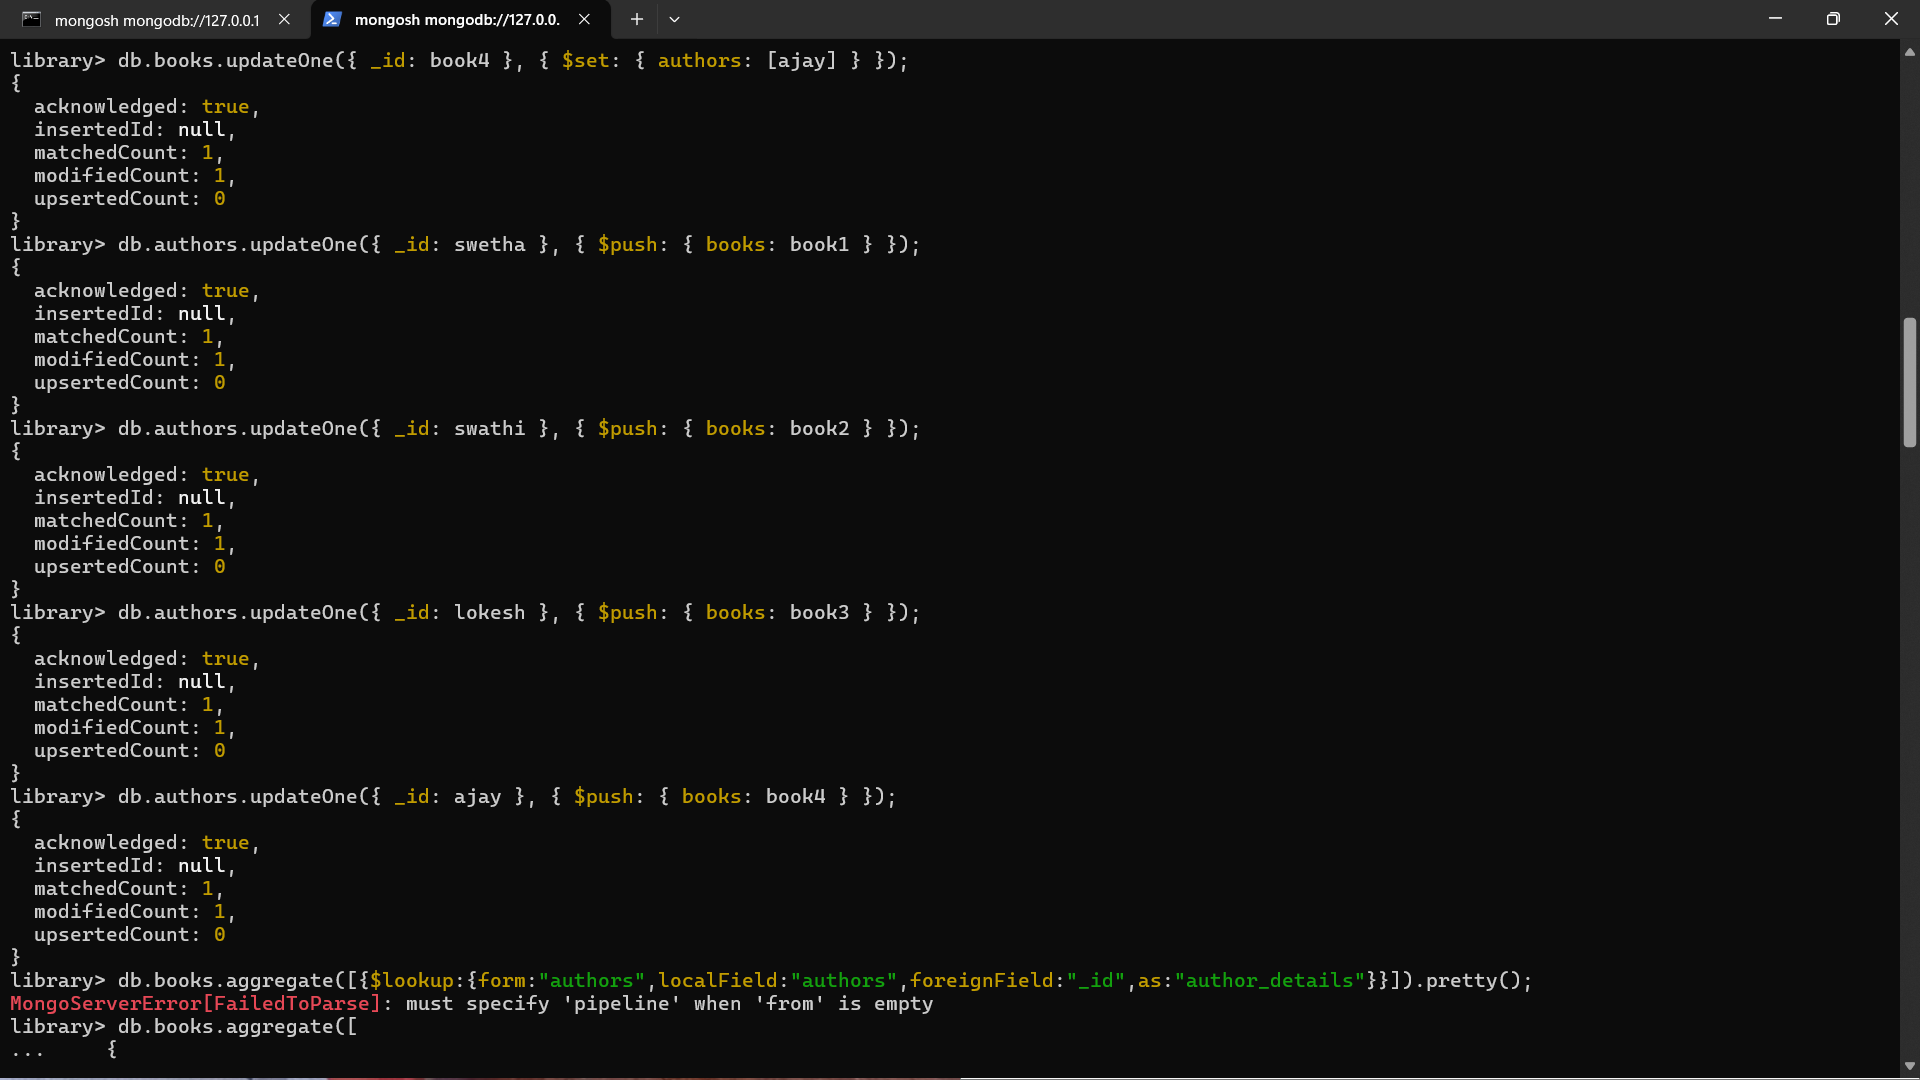 mongosh mongodb://127.0.0.1
mongosh mongodb://127.0.0.
library> db.books.updateOne({ _id: book4 }, { $set: { authors: [ajay] } });
{
  acknowledged: true,
  insertedId: null,
  matchedCount: 1,
  modifiedCount: 1,
  upsertedCount: 0
}
library> db.authors.updateOne({ _id: swetha }, { $push: { books: book1 } });
{
  acknowledged: true,
  insertedId: null,
  matchedCount: 1,
  modifiedCount: 1,
  upsertedCount: 0
}
library> db.authors.updateOne({ _id: swathi }, { $push: { books: book2 } });
{
  acknowledged: true,
  insertedId: null,
  matchedCount: 1,
  modifiedCount: 1,
  upsertedCount: 0
}
library> db.authors.updateOne({ _id: lokesh }, { $push: { books: book3 } });
{
  acknowledged: true,
  insertedId: null,
  matchedCount: 1,
  modifiedCount: 1,
  upsertedCount: 0
}
library> db.authors.updateOne({ _id: ajay }, { $push: { books: book4 } });
{
  acknowledged: true,
  insertedId: null,
  matchedCount: 1,
  modifiedCount: 1,
  upsertedCount: 0
}
library> db.books.aggregate([{$lookup:{form:"authors",localField:"authors",foreignField:"_id",as:"author_details"}}]).pretty();
MongoServerError[FailedToParse]: must specify 'pipeline' when 'from' is empty
library> db.books.aggregate([
...     {